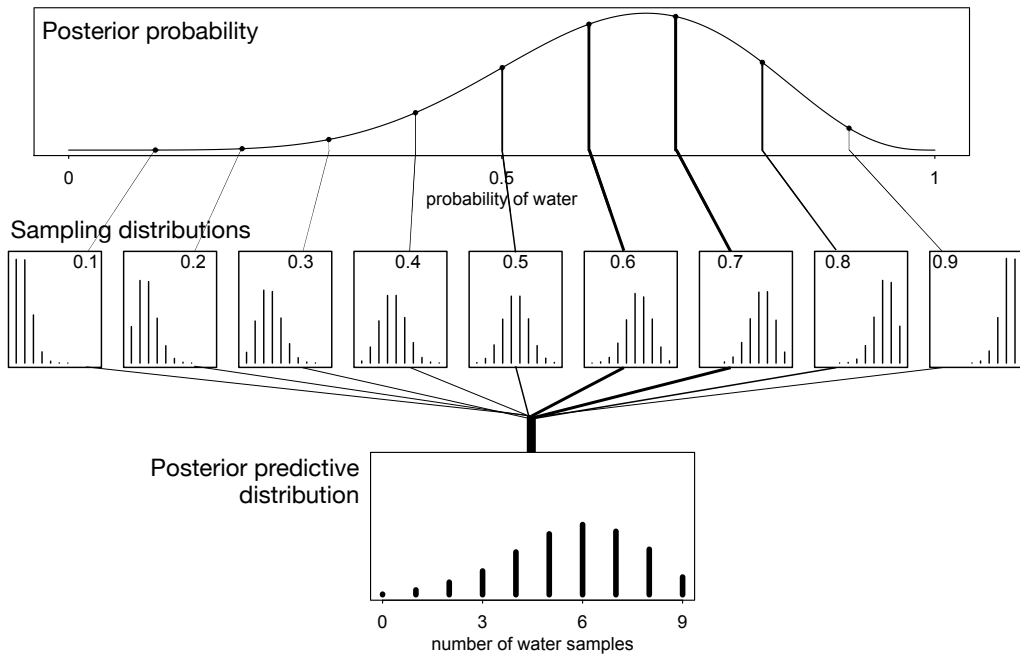 Posterior probability
0 0.5 1
probability of water
Sampling distributions
0.1 0.2 0.3 0.4 0.5 0.6 0.7 0.8 0.9
Posterior predictive
distribution
0 3 6 9
number of water samples